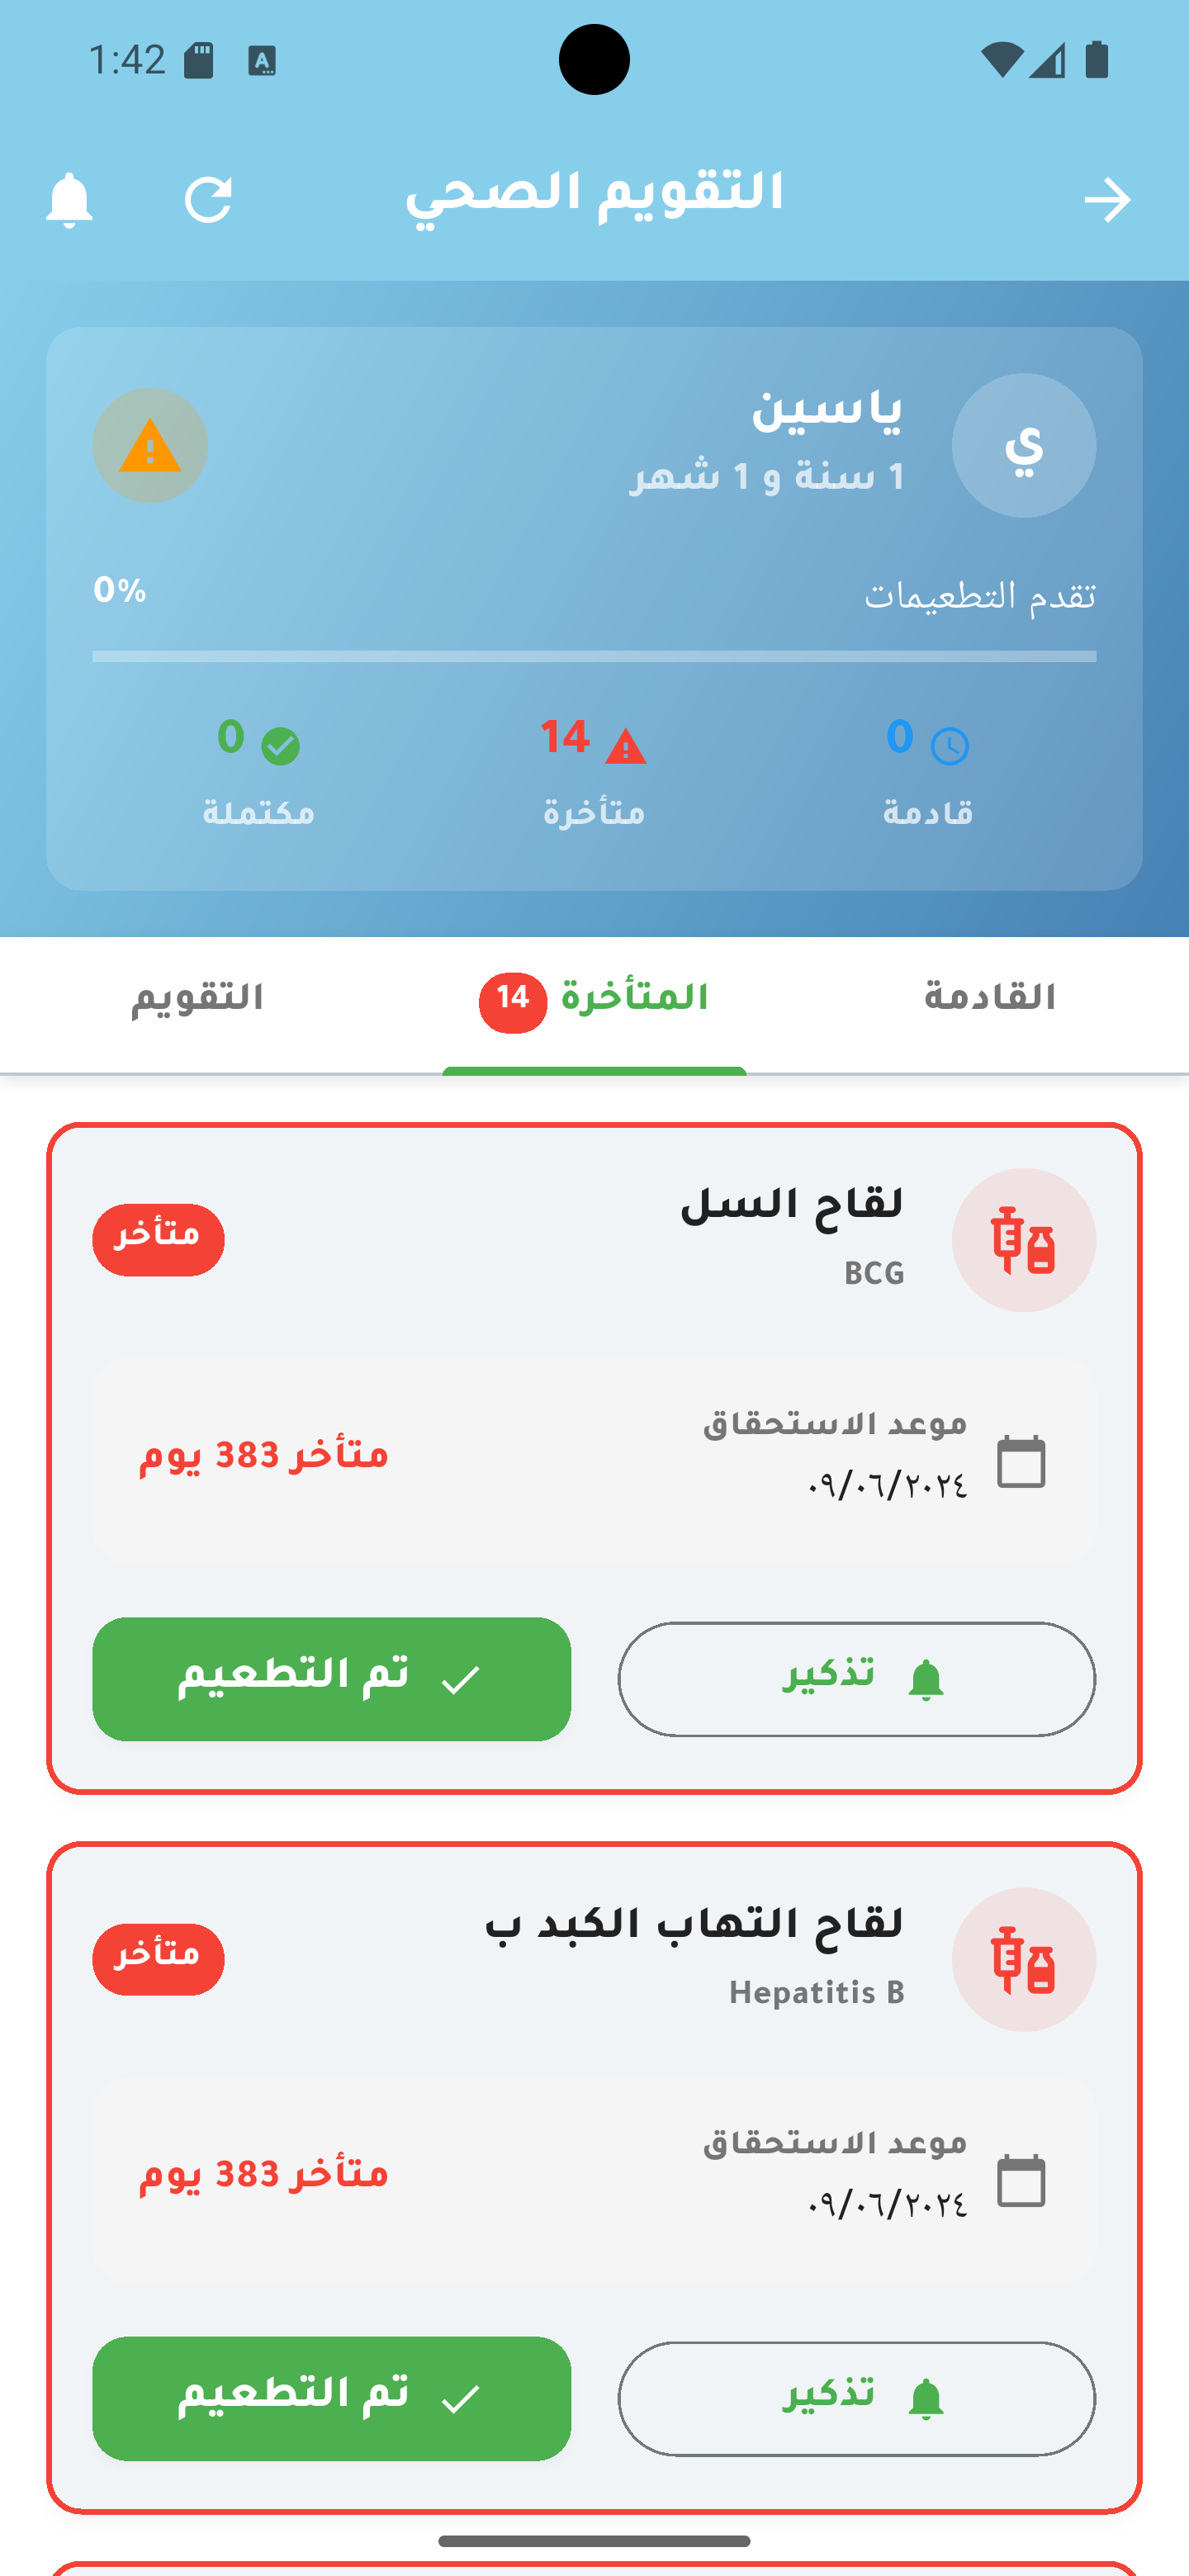 1:42
التقويم الصحي
ي
ياسين
1 سنة و 1 شهر
تقدم التطعيمات
0%
0
قادمة
14
متأخرة
0
مكتملة
القادمة
المتأخرة 14
التقويم
لقاح السل
BCG
متأخر
موعد الاستحقاق
٠٩/٠٦/٢٠٢٤
متأخر 383 يوم
تذكير
تم التطعيم
لقاح التهاب الكبد ب
Hepatitis B
متأخر
موعد الاستحقاق
٠٩/٠٦/٢٠٢٤
متأخر 383 يوم
تذكير
تم التطعيم